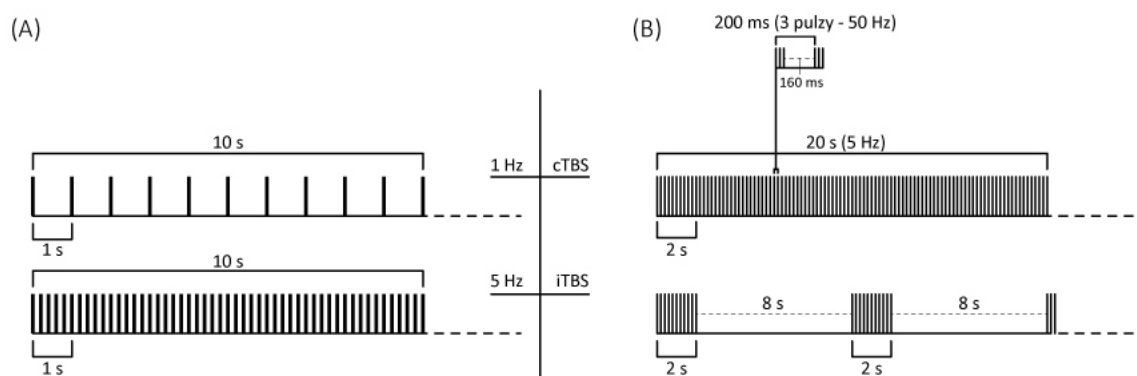 (A)
10 s
1 Hz
1 s
10 s
5 Hz
1 s
(B)
200 ms (3 pulzy - 50 Hz)
160 ms
20 s (5 Hz)
cTBS
2 s
iTBS
8 s
8 s
2 s
2 s